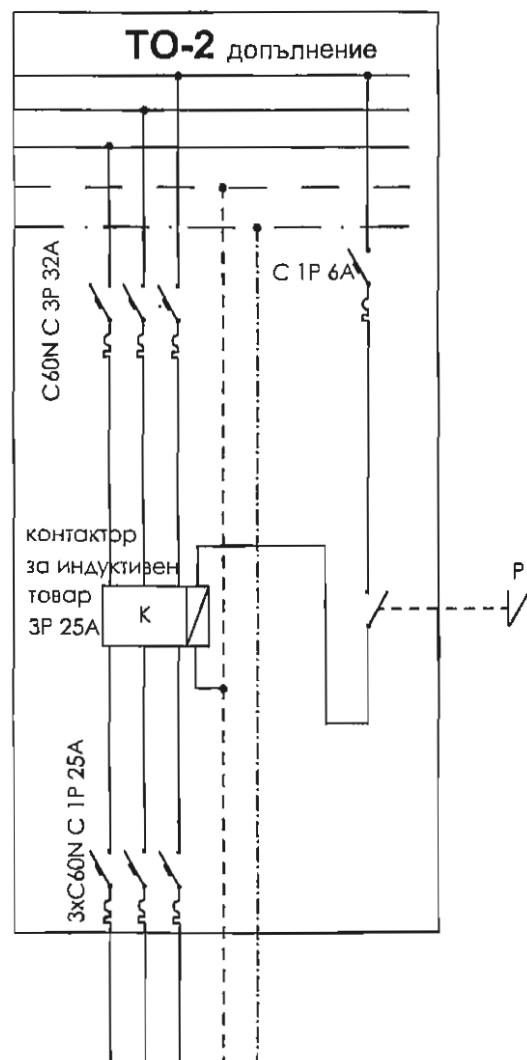 ТО-2 допълнение
C60N C 3P 32A
C 1P 6A
контактор
за индуктивен
товар
3P 25A
K
P
3xC60N C 1P 25A